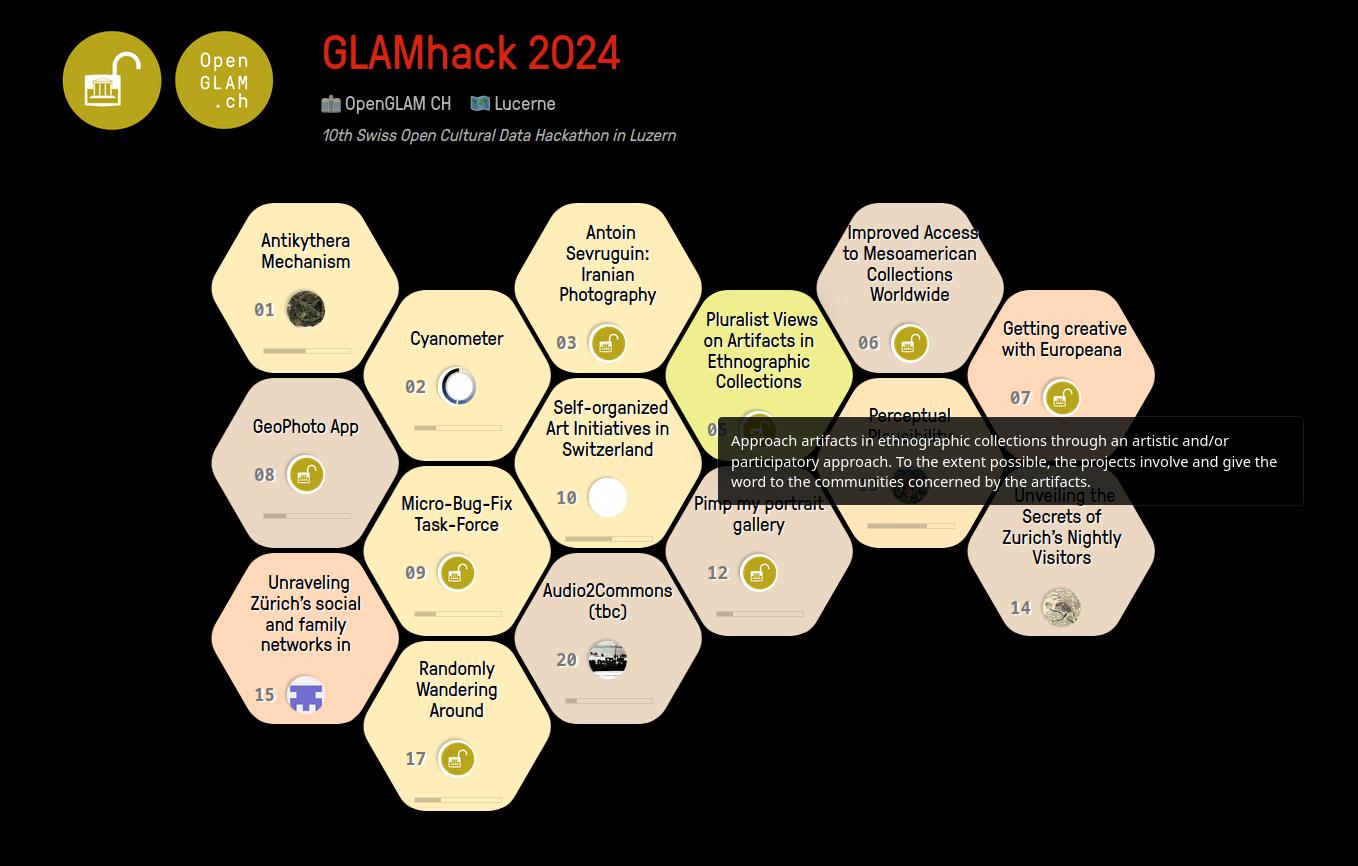 Open
GLAM
.ch
GLAMhack 2024
OpenGLAM CH Lucerne
10th Swiss Open Cultural Data Hackathon in Luzern
Antikythera
Mechanism
01
Cyanometer
02
Antoin
Sevruguin:
Iranian
Photography
03
Pluralist Views
on Artifacts in
Ethnographic
Collections
05
Improved Access
to Mesoamerican
Collections
Worldwide
06
Getting creative
with Europeana
07
GeoPhoto App
08
Micro-Bug-Fix
Task-Force
09
Self-organized
Art Initiatives in
Switzerland
10
Pimp my portrait
gallery
12
Perceptual
Plausibility
Approach artifacts in ethnographic collections through an artistic and/or
participatory approach. To the extent possible, the projects involve and give the
word to the communities concerned by the artifacts.
Unveiling the
Secrets of
Zurich's Nightly
Visitors
14
Unraveling
Zürich's social
and family
networks in
15
Randomly
Wandering
Around
17
Audio2Commons
(tbc)
20